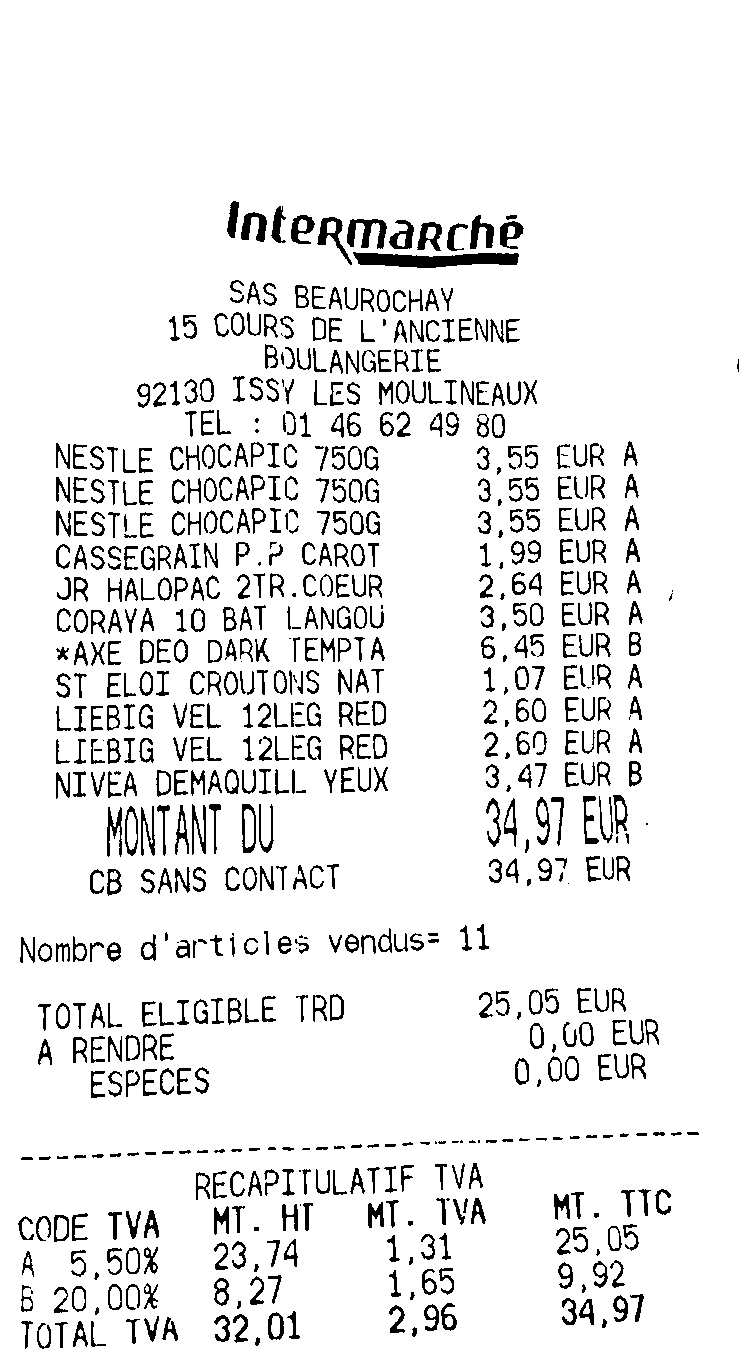 Intermarché
SAS BEAUROCHAY
15 COURS DE L'ANCIENNE
BOULANGERIE
92130 ISSY LES MOULINEAUX
TEL : 01 46 62 49 80
NESTLE CHOCAPIC 750G 3,55 EUR A
NESTLE CHOCAPIC 750G 3,55 EUR A
NESTLE CHOCAPIC 750G 3,55 EUR A
CASSEGRAIN P.P CAROT 1,99 EUR A
JR HALOPAC 2TR.COEUR 2,64 EUR A
CORAYA 10 BAT LANGOU 3,50 EUR A
*AXE DEO DARK TEMPTA 6,45 EUR B
ST ELOI CROUTONS NAT 1,07 EUR A
LIEBIG VEL 12LEG RED 2,60 EUR A
LIEBIG VEL 12LEG RED 2,60 EUR A
NIVEA DEMAQUILL YEUX 3,47 EUR B
MONTANT DU 34,97 EUR
CB SANS CONTACT 34,97 EUR
Nombre d'articles vendus= 11
TOTAL ELIGIBLE TRD 25,05 EUR
A RENDRE 0,00 EUR
ESPECES 0,00 EUR
RECAPITULATIF TVA
CODE TVA MT. HT MT. TVA MT. TTC
A 5,50% 23,74 1,31 25,05
B 20,00% 8,27 1,65 9,92
TOTAL TVA 32,01 2,96 34,97